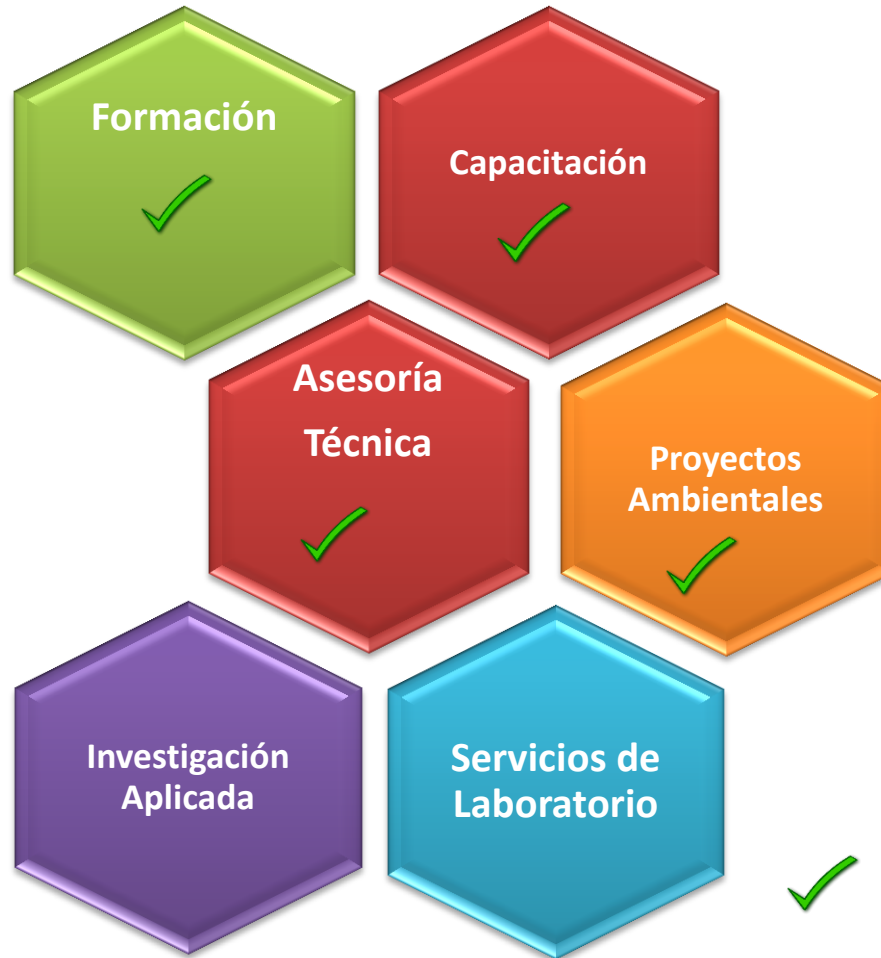 Formación
Capacitación
Asesoría
Técnica
Proyectos
Ambientales
Investigación
Aplicada
Servicios de
Laboratorio